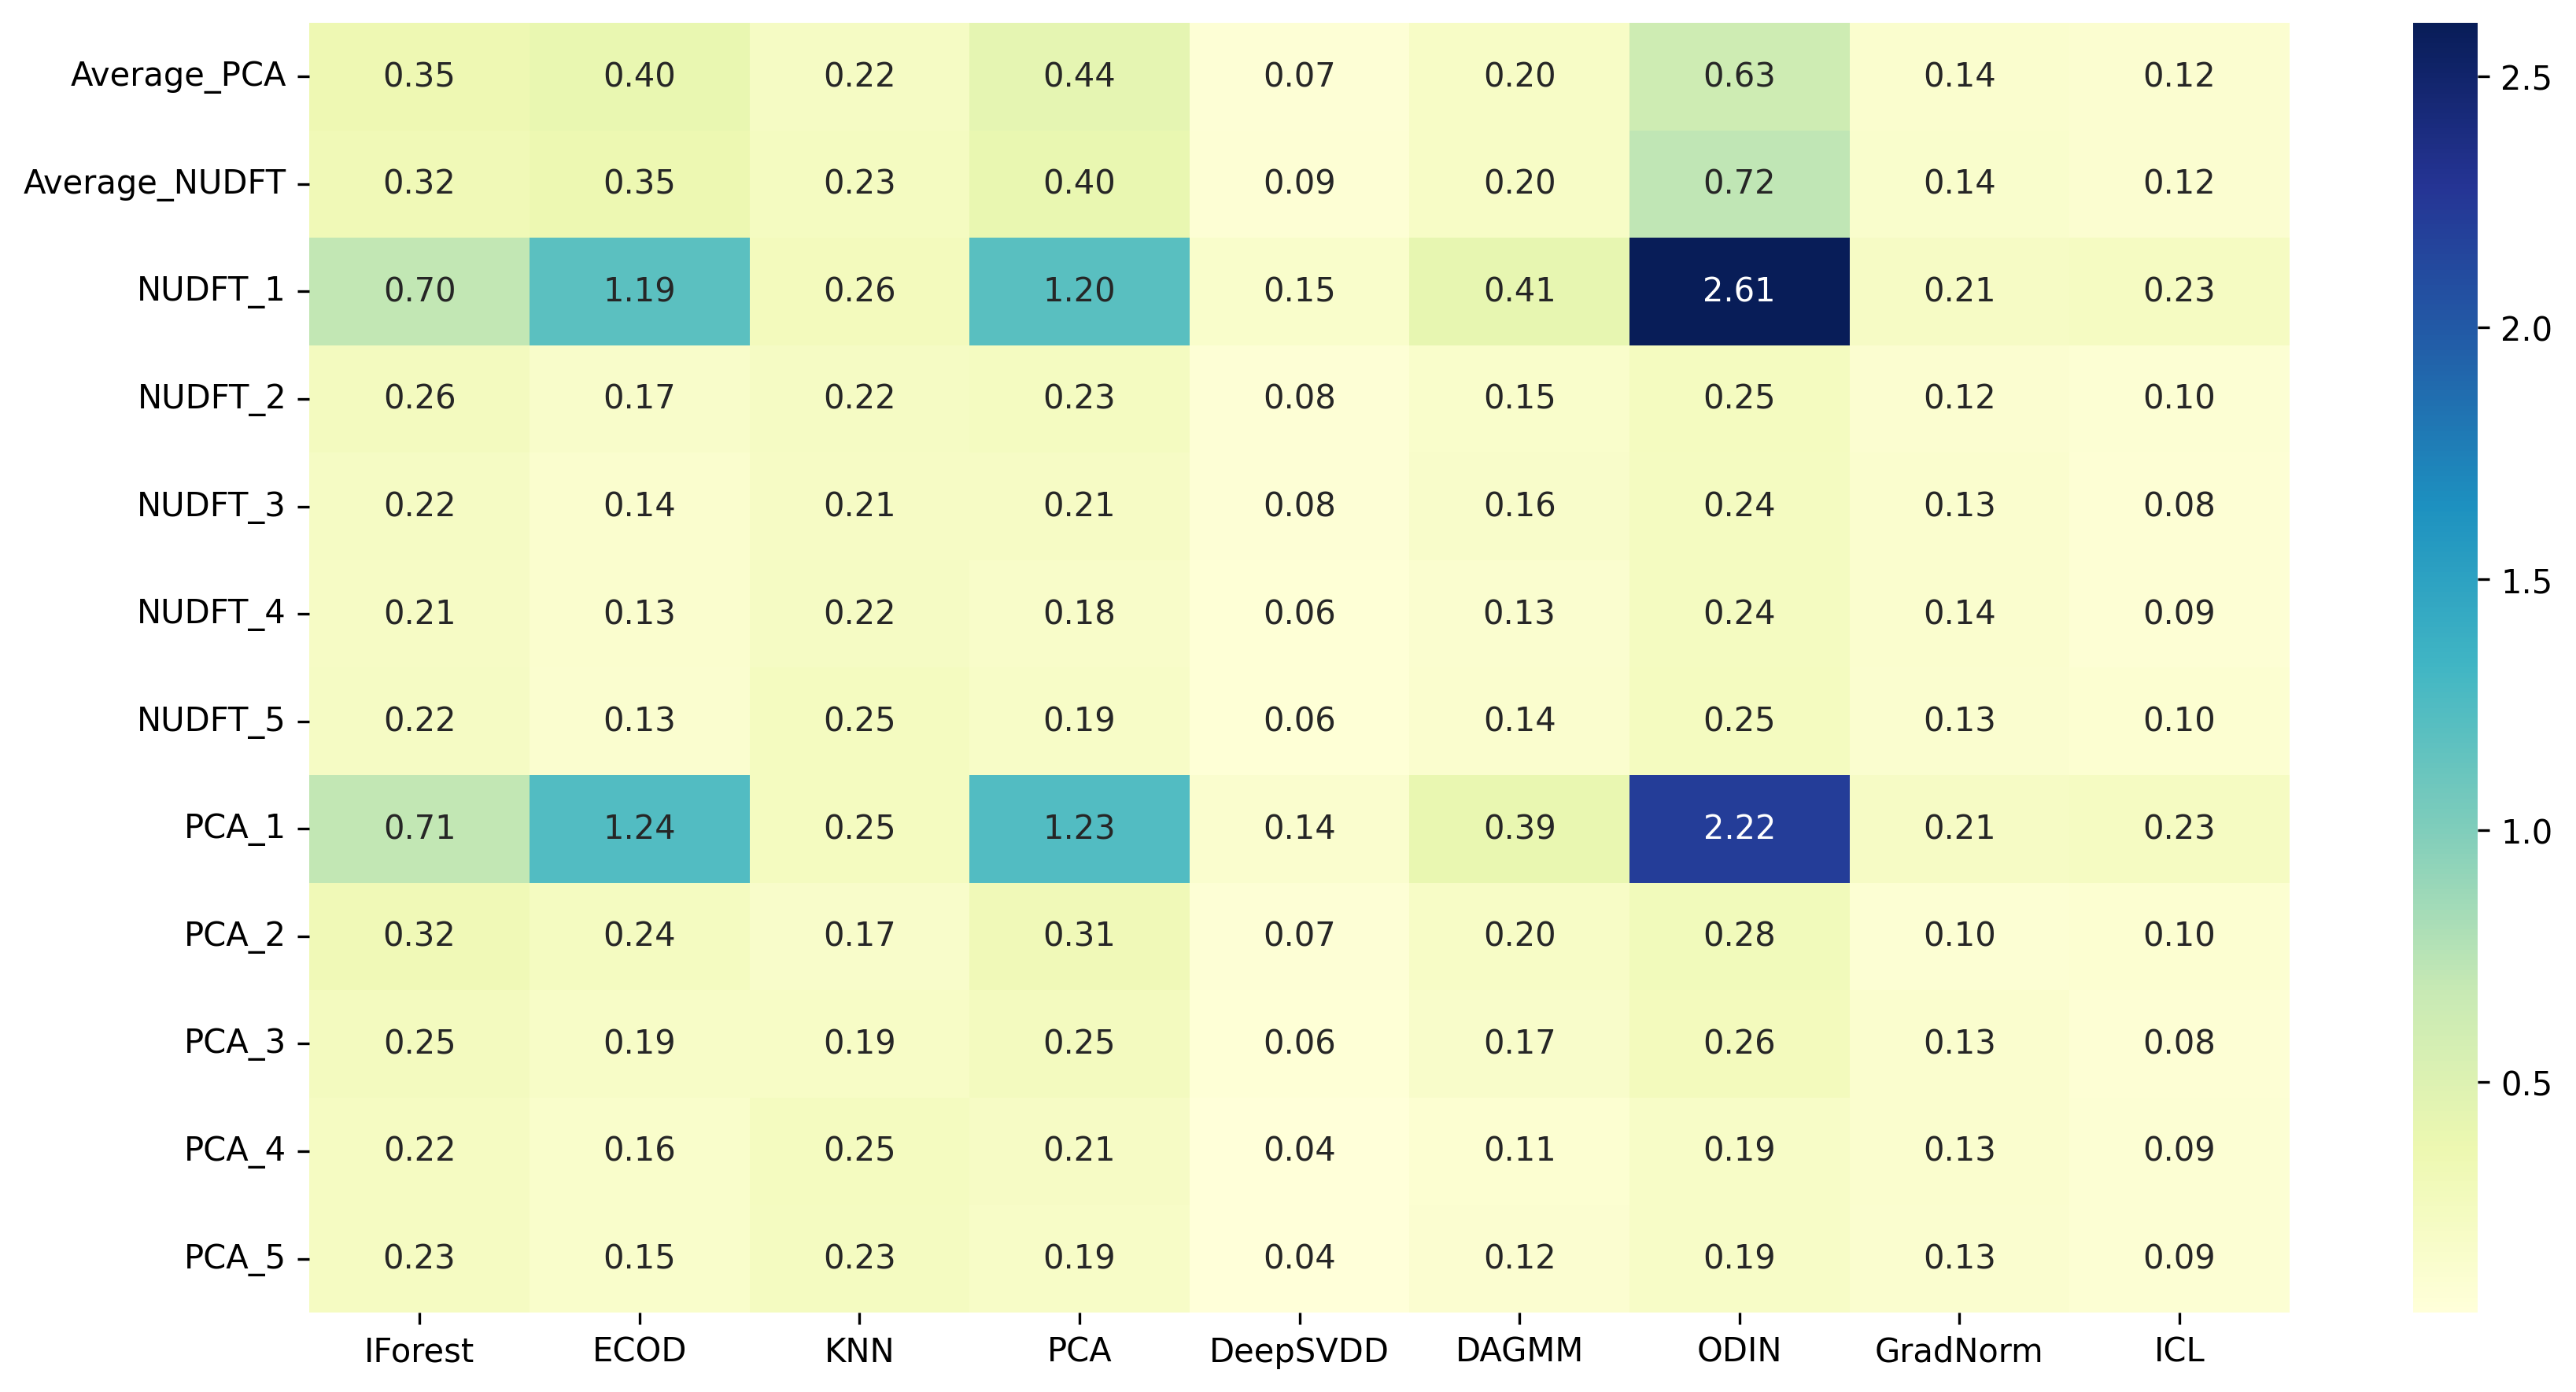 Average_PCA 0.35 0.40 0.22 0.44 0.07 0.20 0.63 0.14 0.12
Average_NUDFT 0.32 0.35 0.23 0.40 0.09 0.20 0.72 0.14 0.12
NUDFT_1 0.70 1.19 0.26 1.20 0.15 0.41 2.61 0.21 0.23
NUDFT_2 0.26 0.17 0.22 0.23 0.08 0.15 0.25 0.12 0.10
NUDFT_3 0.22 0.14 0.21 0.21 0.08 0.16 0.24 0.13 0.08
NUDFT_4 0.21 0.13 0.22 0.18 0.06 0.13 0.24 0.14 0.09
NUDFT_5 0.22 0.13 0.25 0.19 0.06 0.14 0.25 0.13 0.10
PCA_1 0.71 1.24 0.25 1.23 0.14 0.39 2.22 0.21 0.23
PCA_2 0.32 0.24 0.17 0.31 0.07 0.20 0.28 0.10 0.10
PCA_3 0.25 0.19 0.19 0.25 0.06 0.17 0.26 0.13 0.08
PCA_4 0.22 0.16 0.25 0.21 0.04 0.11 0.19 0.13 0.09
PCA_5 0.23 0.15 0.23 0.19 0.04 0.12 0.19 0.13 0.09
IForest ECOD KNN PCA DeepSVDD DAGMM ODIN GradNorm ICL
2.5
2.0
1.5
1.0
0.5